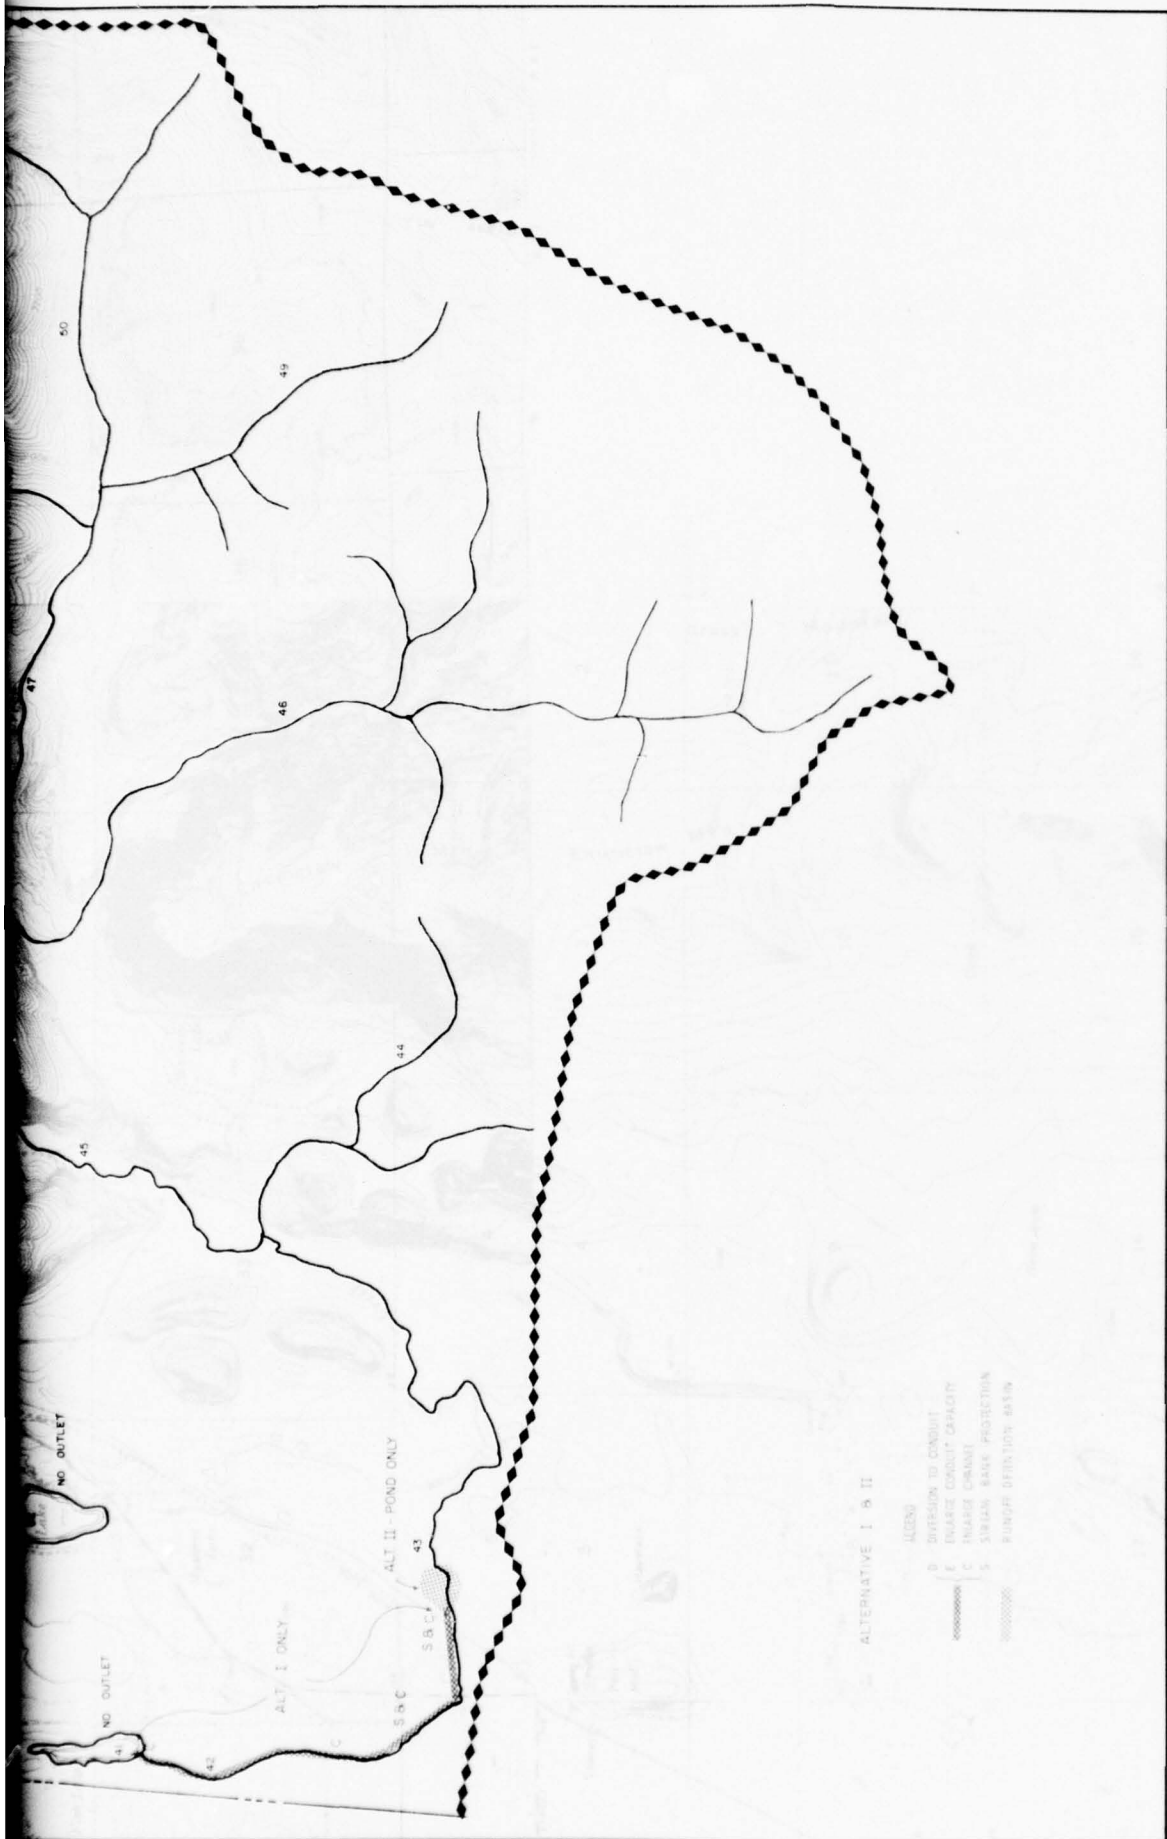 50
49
47
46
44
45
NO OUTLET
ALT II POND ONLY
43
S & C
ALT I ONLY
NO OUTLET
S & C
C
41
42
ALTERNATIVE I & II
LEGEND
D DIVERSION TO CONDUIT
E ENLARGE CONDUIT CAPACITY
C ENLARGE CHANNEL
S STREAM BANK PROTECTION
RUNOFF DETENTION BASIN